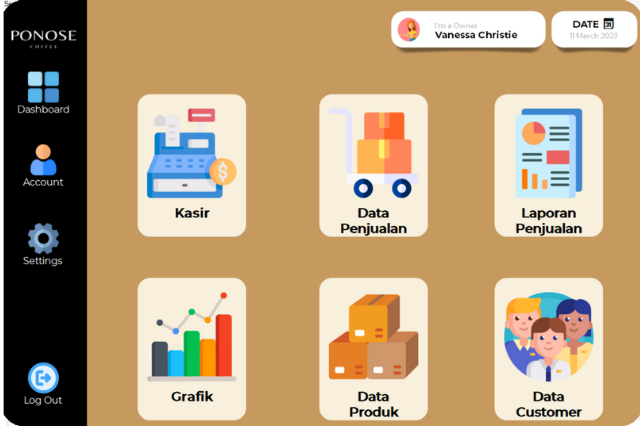 PONOSE
COFFEE
I'm a Owner
Vanessa Christie
DATE 31
11 March 2023
Dashboard
Account
Settings
Log Out
Kasir
Data
Penjualan
Laporan
Penjualan
Grafik
Data
Produk
Data
Customer